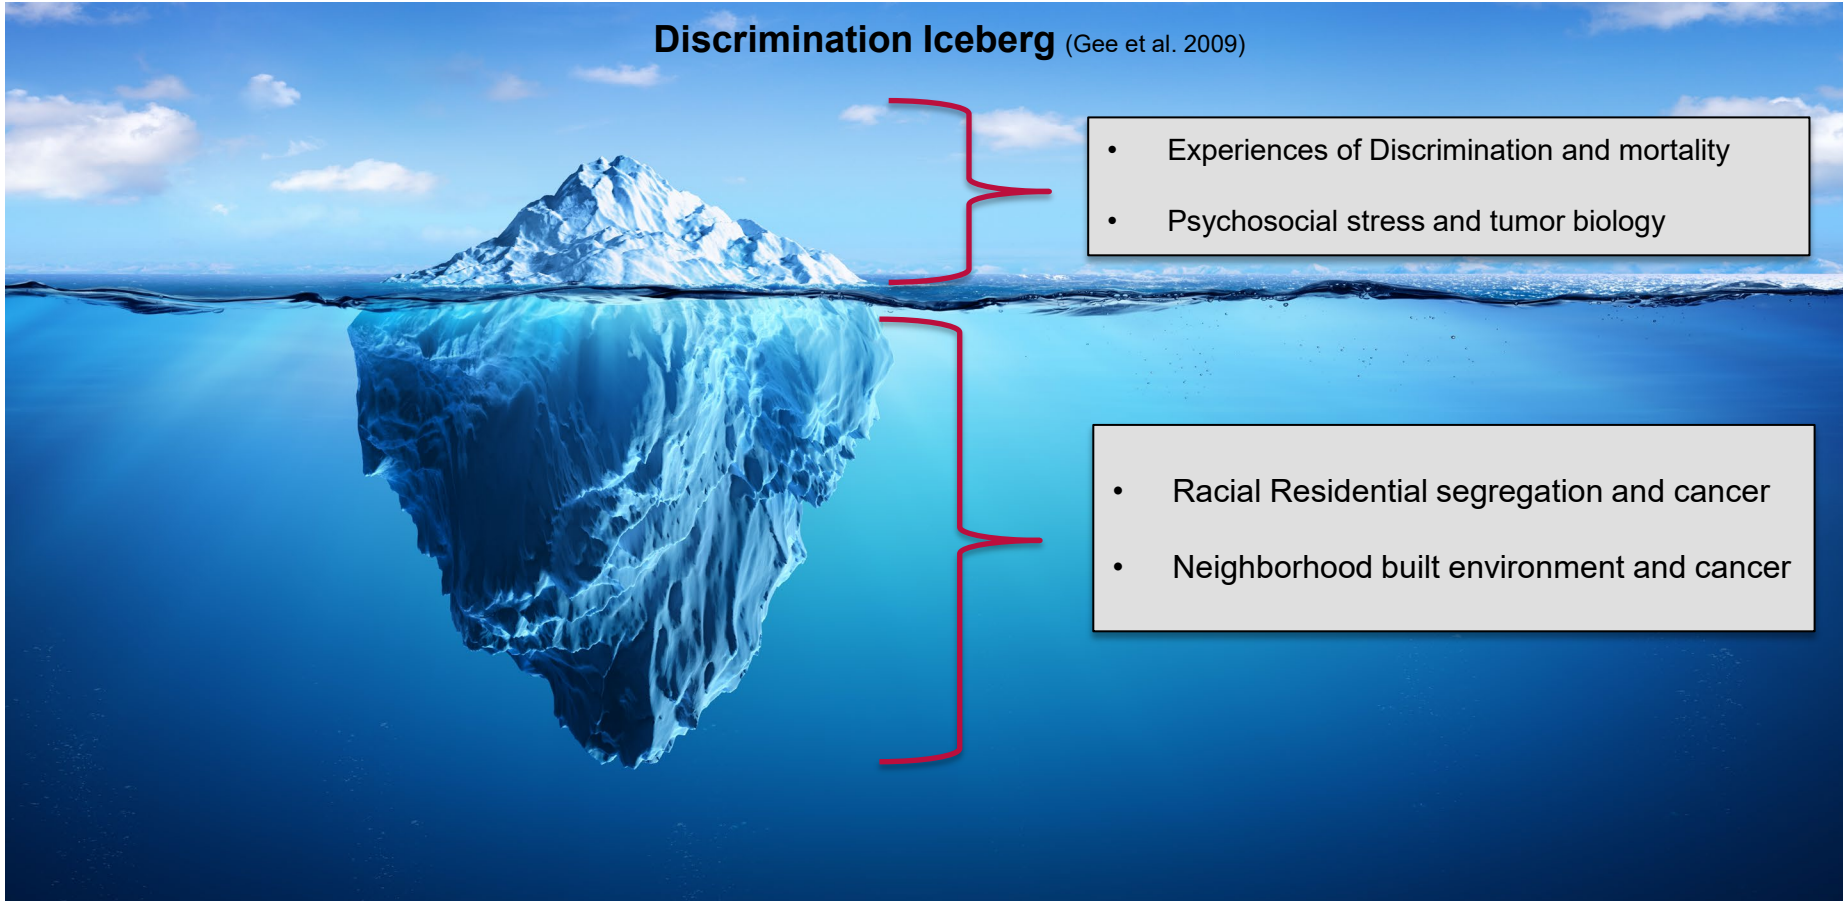 Discrimination Iceberg (Gee et al. 2009)
• Experiences of Discrimination and mortality
• Psychosocial stress and tumor biology
• Racial Residential segregation and cancer
• Neighborhood built environment and cancer